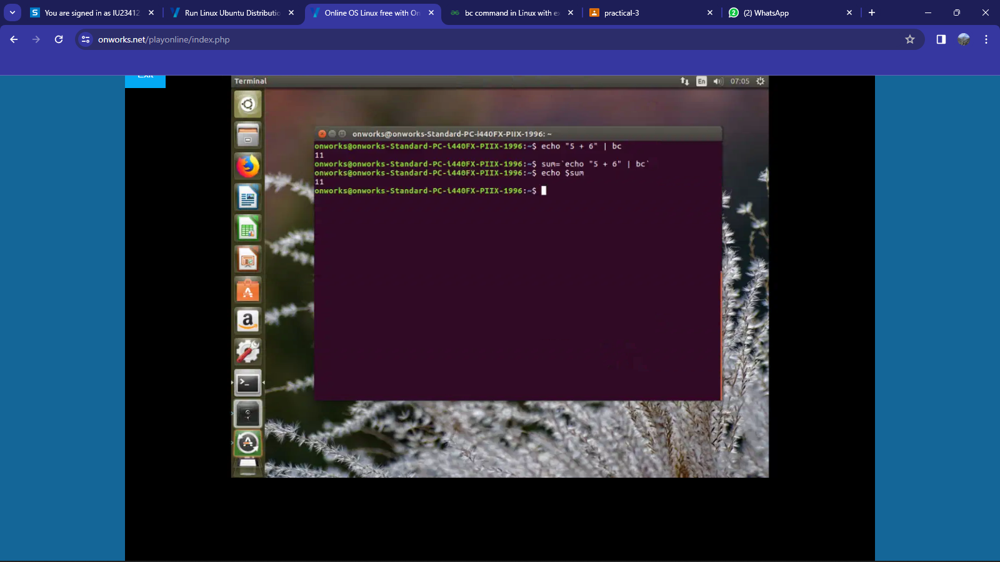 You are signed in as IU23412
Run Linux Ubuntu Distributio
Online OS Linux free with On
bc command in Linux with ex
practical-3
2
(2) WhatsApp
onworks.net/playonline/index.php
Exit
Terminal
En
07:05
onworks@onworks-Standard-PC-i440FX-PIIX-1996: ~
onworks@onworks-Standard-PC-i440FX-PIIX-1996:~$ echo "5 + 6" | bc
11
onworks@onworks-Standard-PC-i440FX-PIIX-1996:~$ sum=`echo "5 + 6" | bc`
onworks@onworks-Standard-PC-i440FX-PIIX-1996:~$ echo $sum
11
onworks@onworks-Standard-PC-i440FX-PIIX-1996:~$